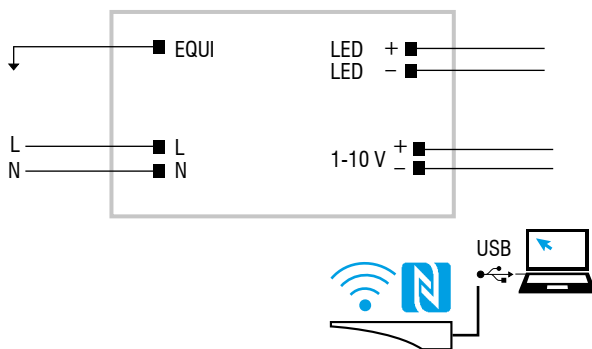 EQUI
LED +
LED –
L L
N N
1-10 V + –
USB